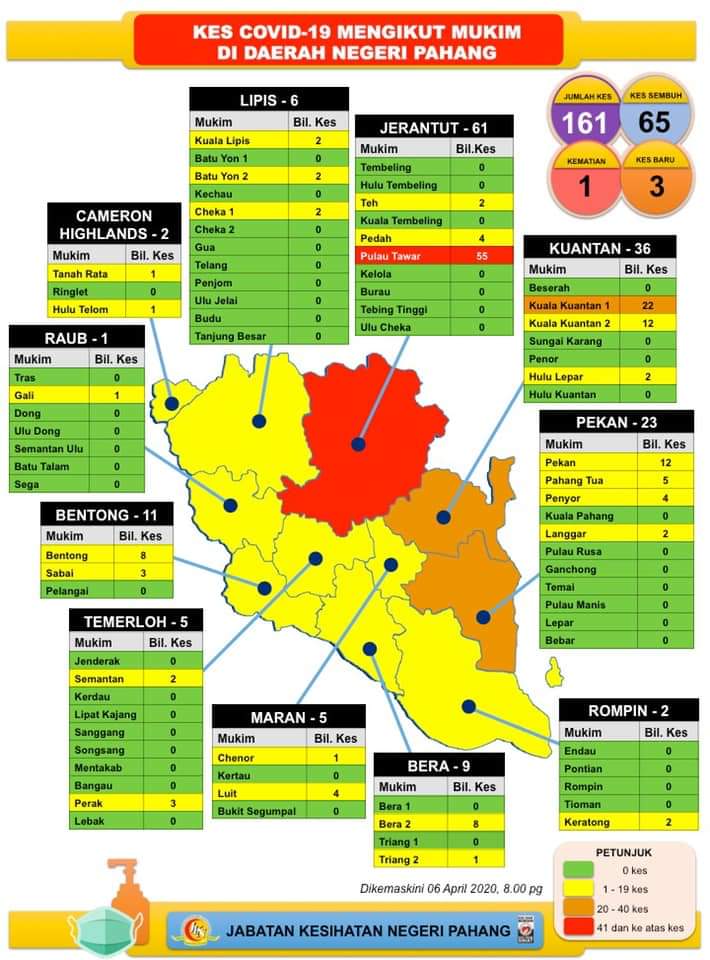 KES COVID-19 MENGIKUT MUKIM
DI DAERAH NEGERI PAHANG
JUMLAH KES
161
KES SEMBUH
65
KEMATIAN
1
KES BARU
3
LIPIS - 6
Mukim Bil. Kes
Kuala Lipis 2
Batu Yon 1 0
Batu Yon 2 2
Kechau 0
Cheka 1 2
Cheka 2 0
Gua 0
Telang 0
Penjom 0
Ulu Jelai 0
Budu 0
Tanjung Besar 0
JERANTUT - 61
Mukim Bil.Kes
Tembeling 0
Hulu Tembeling 0
Teh 2
Kuala Tembeling 0
Pedah 4
Pulau Tawar 55
Kelola 0
Burau 0
Tebing Tinggi 0
Ulu Cheka 0
CAMERON
HIGHLANDS - 2
Mukim Bil. Kes
Tanah Rata 1
Ringlet 0
Hulu Telom 1
KUANTAN - 36
Mukim Bil. Kes
Beserah 0
Kuala Kuantan 1 22
Kuala Kuantan 2 12
Sungai Karang 0
Penor 0
Hulu Lepar 2
Hulu Kuantan 0
RAUB - 1
Mukim Bil. Kes
Tras 0
Gali 1
Dong 0
Ulu Dong 0
Semantan Ulu 0
Batu Talam 0
Sega 0
PEKAN - 23
Mukim Bil. Kes
Pekan 12
Pahang Tua 5
Penyor 4
Kuala Pahang 0
Langgar 2
Pulau Rusa 0
Ganchong 0
Temai 0
Pulau Manis 0
Lepar 0
Bebar 0
BENTONG - 11
Mukim Bil. Kes
Bentong 8
Sabai 3
Pelangai 0
TEMERLOH - 5
Mukim Bil. Kes
Jenderak 0
Semantan 2
Kerdau 0
Lipat Kajang 0
Sanggang 0
Songsang 0
Mentakab 0
Bangau 0
Perak 3
Lebak 0
MARAN - 5
Mukim Bil. Kes
Chenor 1
Kertau 0
Luit 4
Bukit Segumpal 0
BERA - 9
Mukim Bil. Kes
Bera 1 0
Bera 2 8
Triang 1 0
Triang 2 1
ROMPIN - 2
Mukim Bil. Kes
Endau 0
Pontian 0
Rompin 0
Tioman 0
Keratong 2
PETUNJUK
0 kes
1 - 19 kes
20 - 40 kes
41 dan ke atas kes
Dikemaskini 06 April 2020, 8.00 pg
JABATAN KESIHATAN NEGERI PAHANG